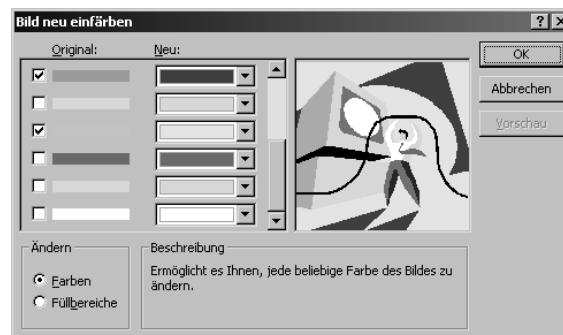 Bild neu einfärben
Original: Neu:
OK
Abbrechen
Vorschau
Ändern
Farben
Füllbereiche
Beschreibung
Ermöglicht es Ihnen, jede beliebige Farbe des Bildes zu
ändern.